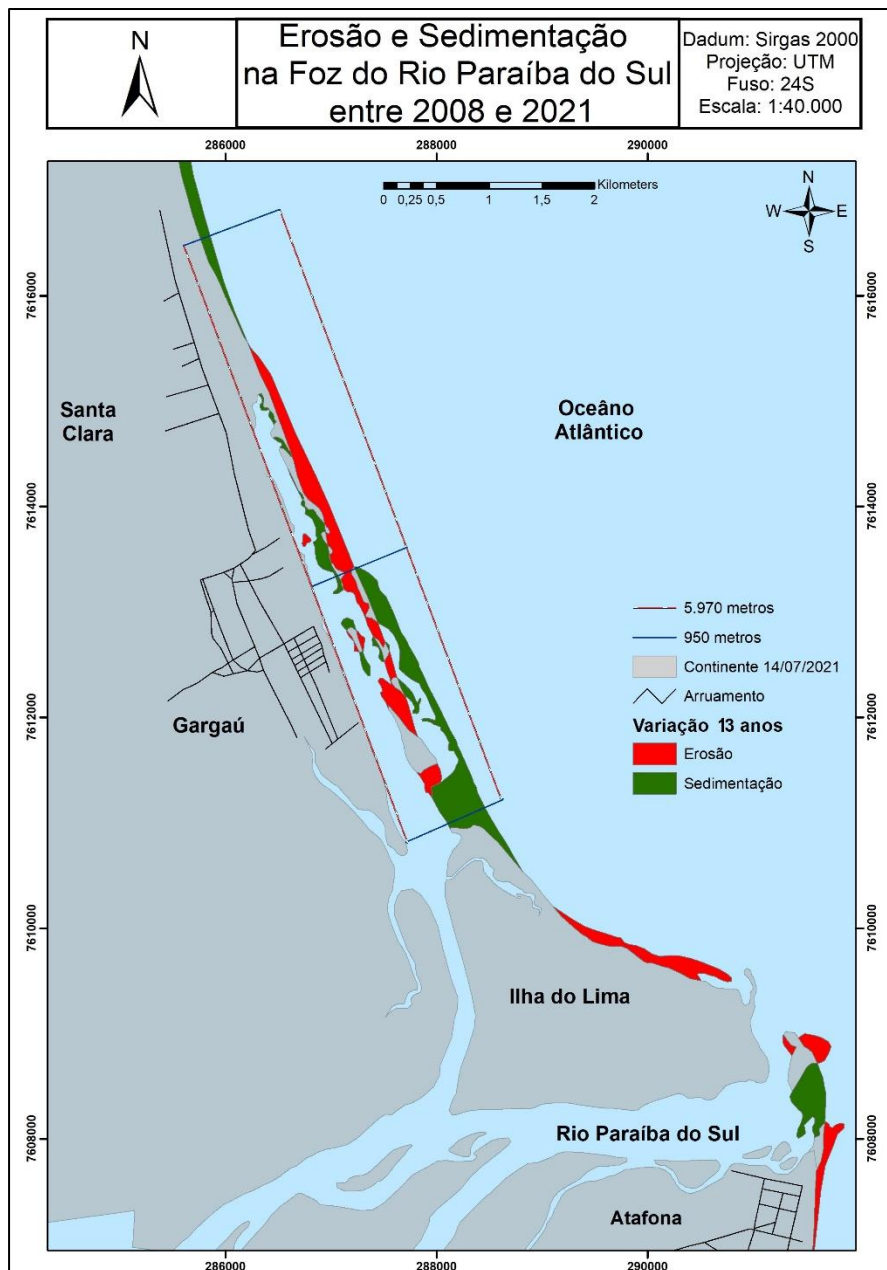 N
Erosão e Sedimentação
na Foz do Rio Paraíba do Sul
entre 2008 e 2021
Dadum: Sirgas 2000
Projeção: UTM
Fuso: 24S
Escala: 1:40.000
286000
288000
290000
Kilometers
0 0,25 0,5 1 1,5 2
N
W E
S
7616000
7616000
Santa
Clara
Oceâno
Atlântico
7614000
7614000
5.970 metros
950 metros
Continente 14/07/2021
Arruamento
Variação 13 anos
Erosão
Sedimentação
7612000
7612000
Gargaú
7610000
7610000
Ilha do Lima
7608000
7608000
Rio Paraíba do Sul
Atafona
286000
288000
290000